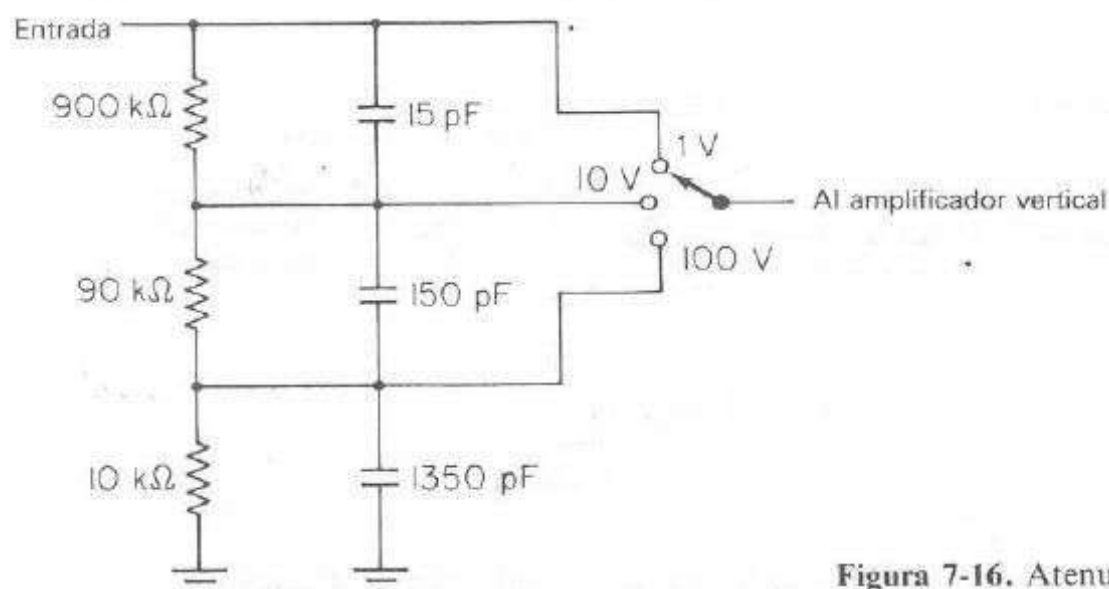 Entrada
900 kΩ
15 pF
1 V
10 V
Al amplificador vertical
100 V
90 kΩ
150 pF
10 kΩ
1350 pF
Figura 7-16. Atenu